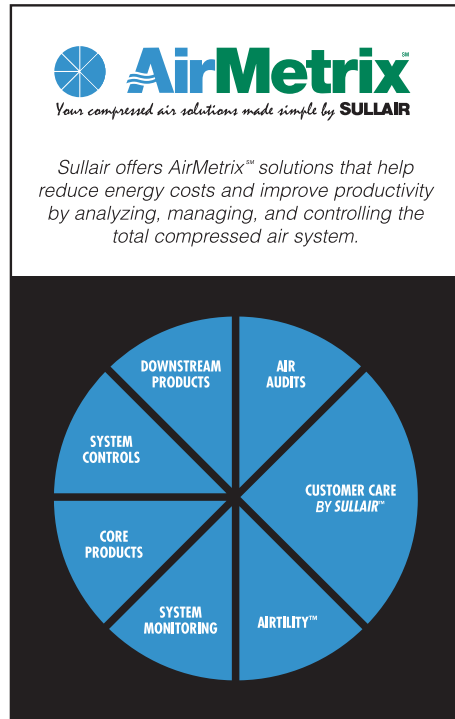 AirMetrix℠
Your compressed air solutions made simple by SULLAIR
Sullair offers AirMetrix℠ solutions that help
reduce energy costs and improve productivity
by analyzing, managing, and controlling the
total compressed air system.
DOWNSTREAM
PRODUCTS
AIR
AUDITS
SYSTEM
CONTROLS
CUSTOMER CARE
BY SULLAIR™
CORE
PRODUCTS
SYSTEM
MONITORING
AIRTILITY™